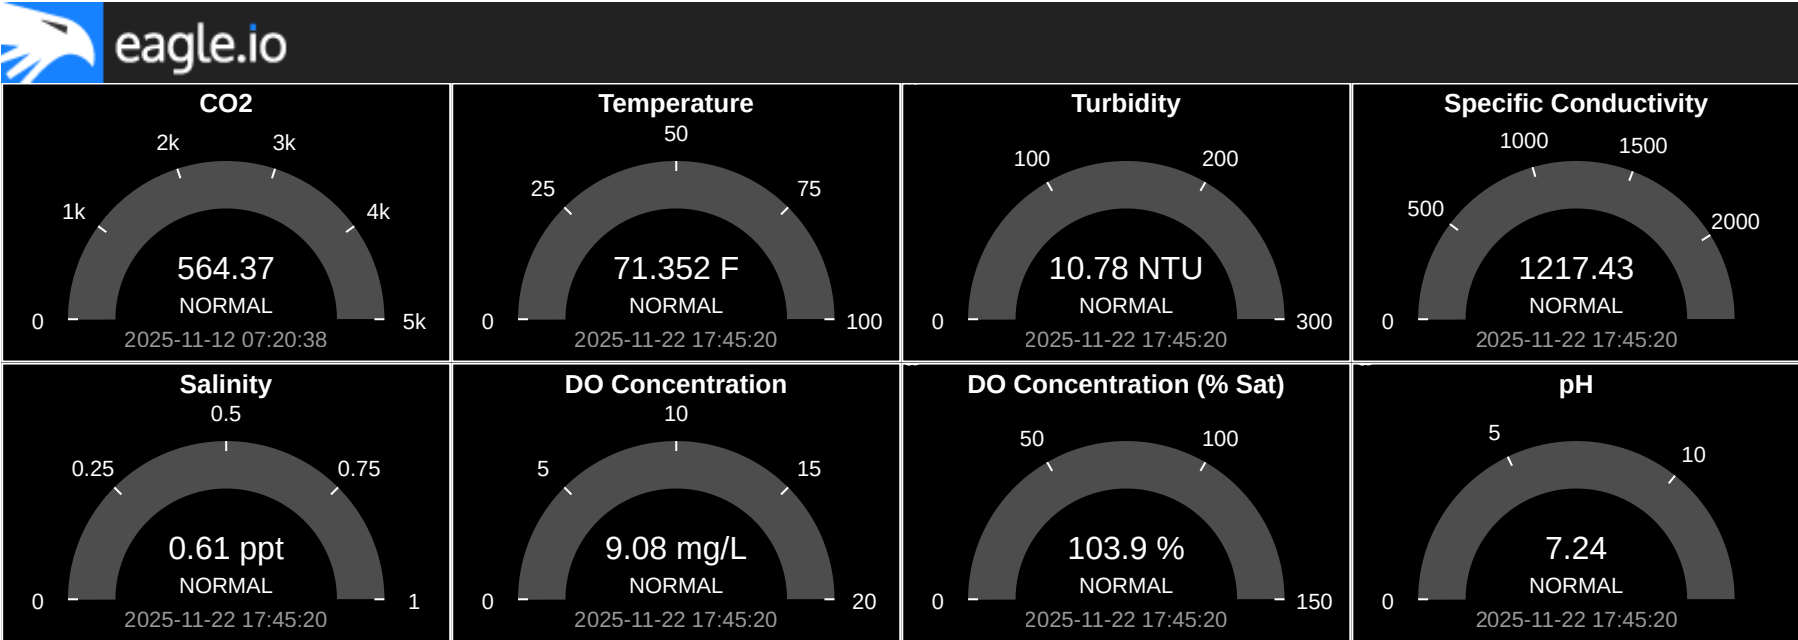 eagle.io
CO2
2k
3k
1k
4k
564.37
NORMAL
0
5k
2025-11-12 07:20:38
Temperature
50
25
75
71.352 F
NORMAL
0
100
2025-11-22 17:45:20
Turbidity
100
200
10.78 NTU
NORMAL
0
300
2025-11-22 17:45:20
Specific Conductivity
1000
1500
500
2000
1217.43
NORMAL
0
2025-11-22 17:45:20
Salinity
0.5
0.25
0.75
0.61 ppt
NORMAL
0
1
2025-11-22 17:45:20
DO Concentration
10
5
15
9.08 mg/L
NORMAL
0
20
2025-11-22 17:45:20
DO Concentration (% Sat)
50
100
103.9 %
NORMAL
0
150
2025-11-22 17:45:20
pH
5
10
7.24
NORMAL
0
2025-11-22 17:45:20